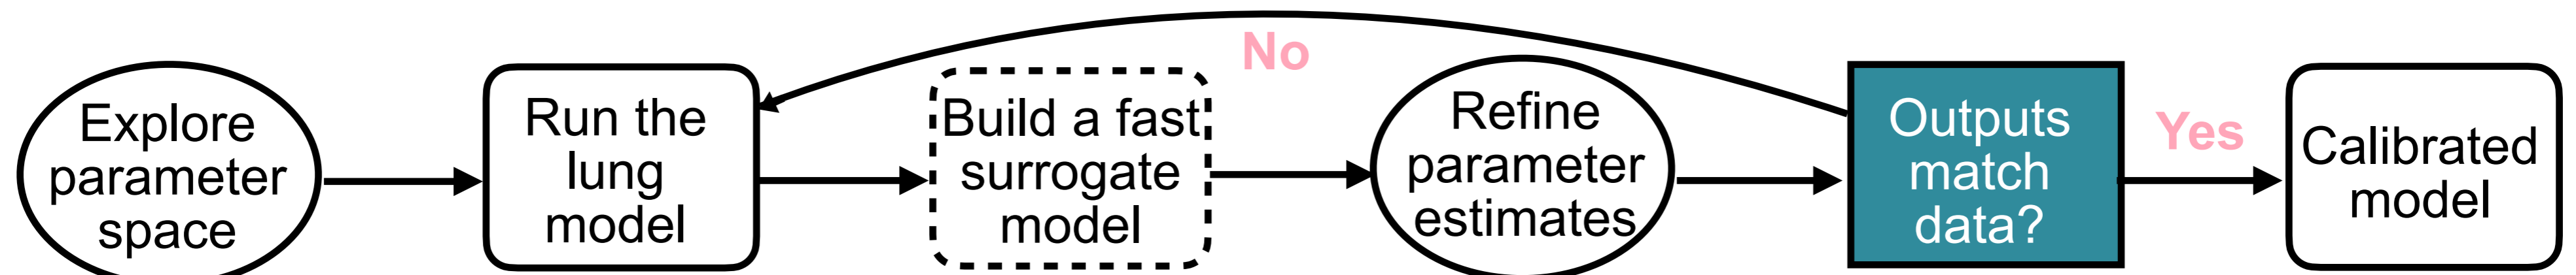 Explore
parameter
space
Run the
lung
model
No
Build a fast
surrogate
model
Refine
parameter
estimates
Outputs
match
data?
Yes
Calibrated
model